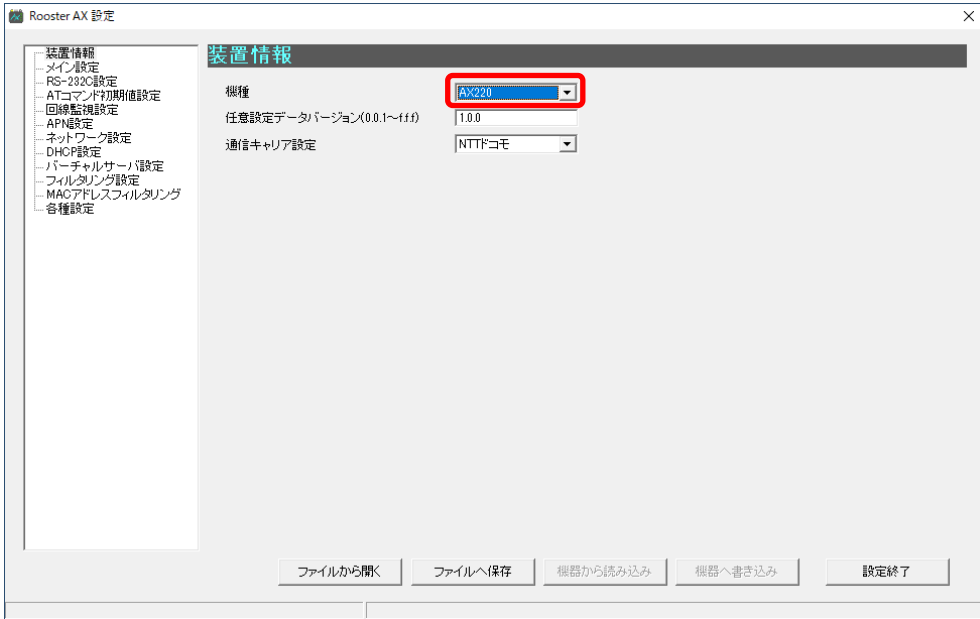 Rooster AX 設定
装置情報
メイン設定
RS-232C設定
ATコマンド初期値設定
回線監視設定
APN設定
ネットワーク設定
DHCP設定
バーチャルサーバ設定
フィルタリング設定
MACアドレスフィルタリング
各種設定
装置情報
機種 AX220
任意設定データバージョン(0.0.1～f.f.f) 1.0.0
通信キャリア設定 NTTドコモ
ファイルから開く ファイルへ保存 機器から読み込み 機器へ書き込み 設定終了